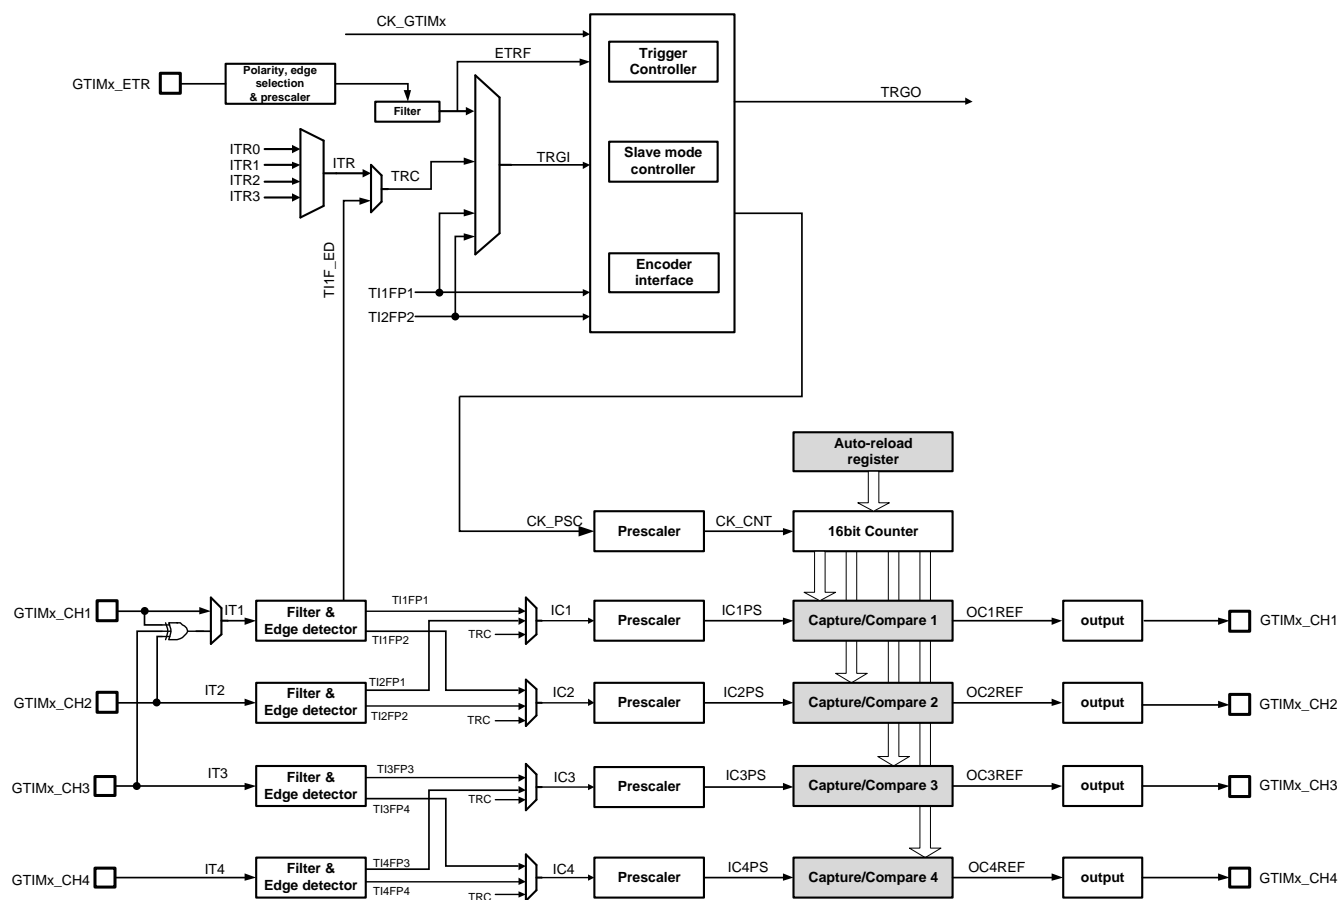 CK_GTIMx
ETRF
Trigger
Controller
GTIMx_ETR
Polarity, edge
selection
& prescaler
Filter
TRGO
ITR0
ITR1
ITR2
ITR3
ITR
TRC
TRGI
Slave mode
controller
TI1F_ED
Encoder
interface
TI1FP1
TI2FP2
Auto-reload
register
CK_PSC
Prescaler
CK_CNT
16bit Counter
GTIMx_CH1
IT1
Filter &
Edge detector
TI1FP1
TI1FP2
TRC
IC1
Prescaler
IC1PS
Capture/Compare 1
OC1REF
output
GTIMx_CH1
GTIMx_CH2
IT2
Filter &
Edge detector
TI2FP1
TI2FP2
TRC
IC2
Prescaler
IC2PS
Capture/Compare 2
OC2REF
output
GTIMx_CH2
GTIMx_CH3
IT3
Filter &
Edge detector
TI3FP3
TI3FP4
TRC
IC3
Prescaler
IC3PS
Capture/Compare 3
OC3REF
output
GTIMx_CH3
GTIMx_CH4
IT4
Filter &
Edge detector
TI4FP3
TI4FP4
TRC
IC4
Prescaler
IC4PS
Capture/Compare 4
OC4REF
output
GTIMx_CH4